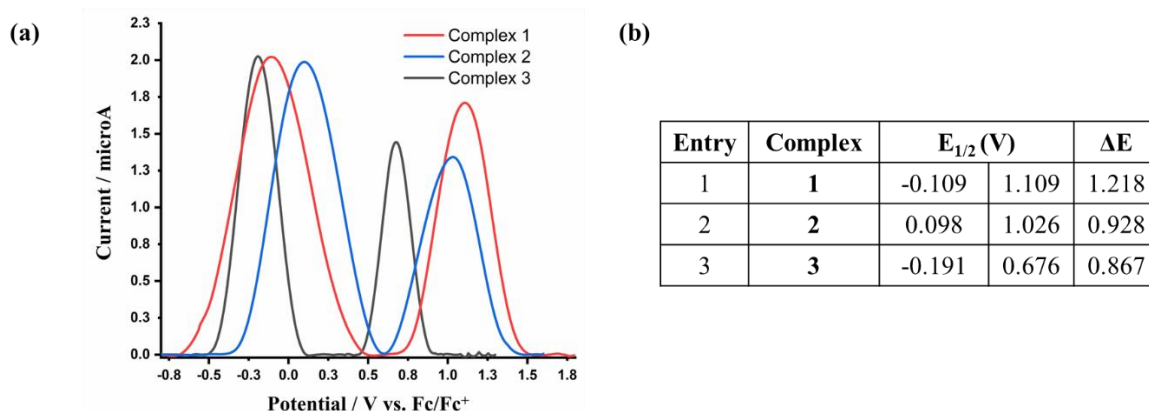 (a)
2.3
2.0
1.8
1.5
1.3
1.0
0.8
0.5
0.3
0.0
Current / microA
Complex 1
Complex 2
Complex 3
-0.8 -0.5 -0.3 0.0 0.3 0.5 0.8 1.0 1.3 1.5 1.8
Potential / V vs. Fc/Fc⁺
(b)
Entry Complex E₁/₂ (V) ΔE
1 1 -0.109 1.109 1.218
2 2 0.098 1.026 0.928
3 3 -0.191 0.676 0.867